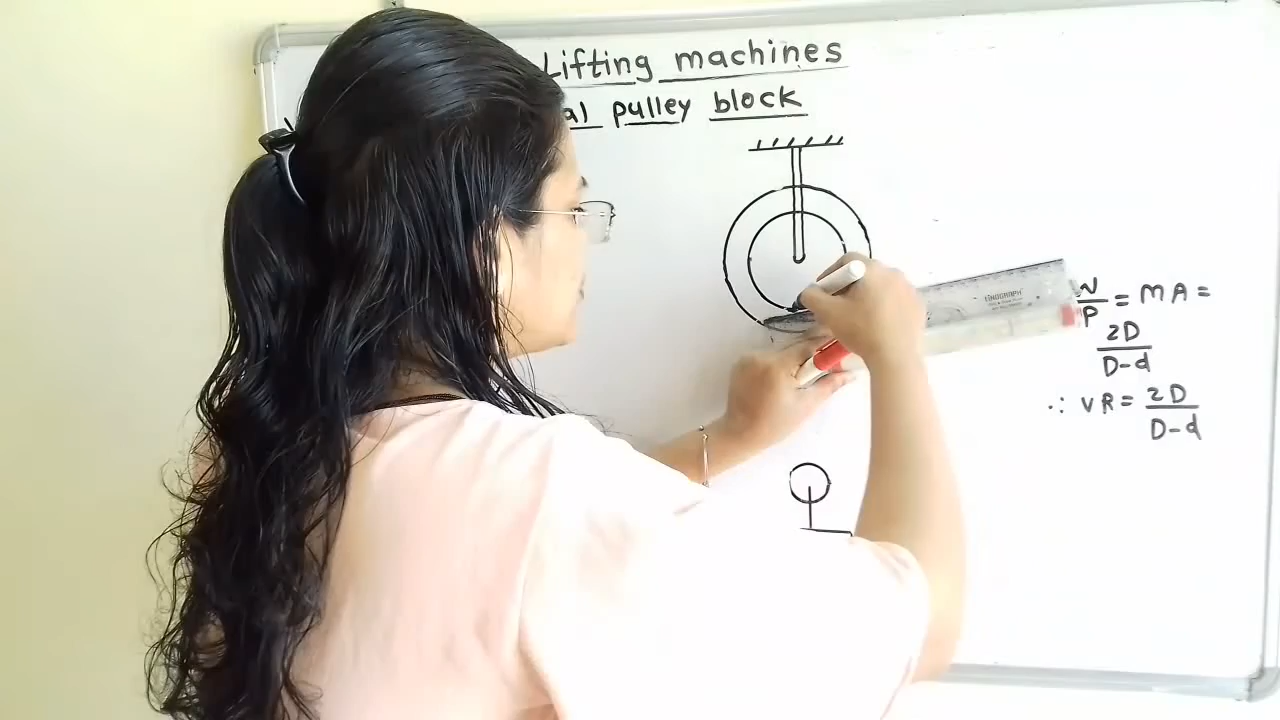 Lifting machines
al pulley block
W/P = MA =
2D/D-d
∴ VR = 2D/D-d